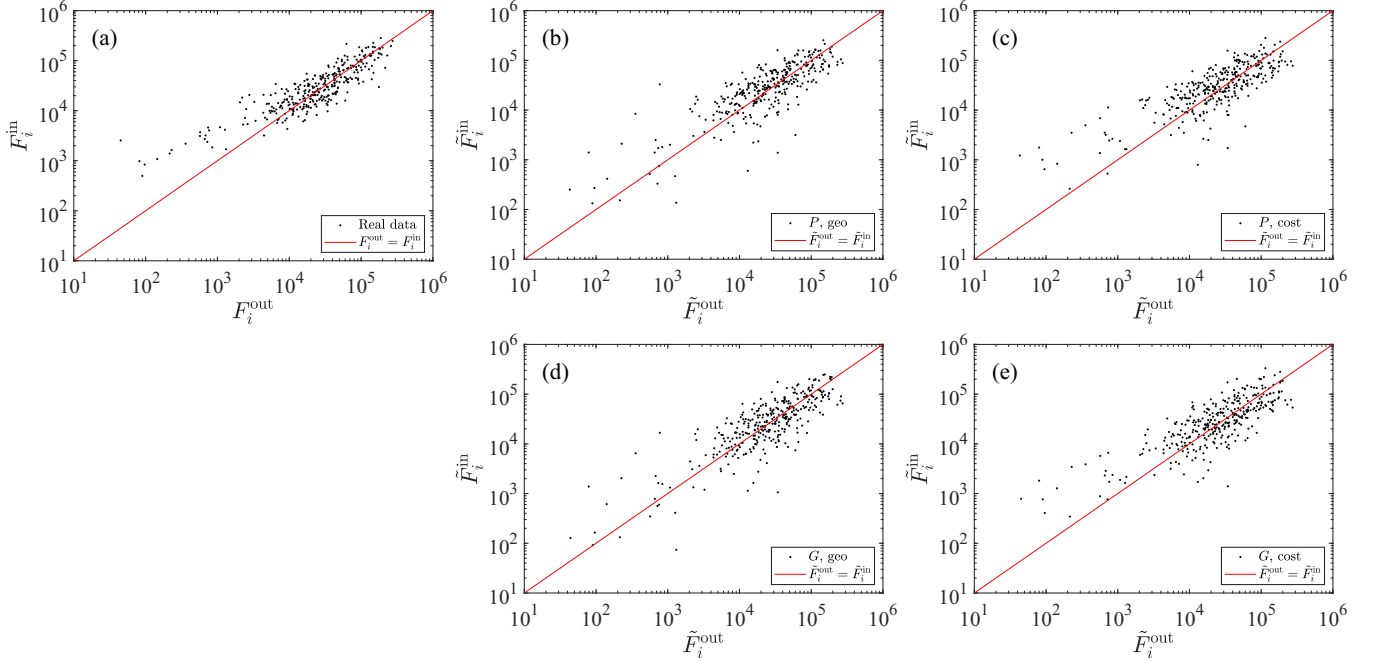 (a)
10^6
10^5
10^4
10^3
10^2
10^1
F_i^in
10^1 10^2 10^3 10^4 10^5 10^6
F_i^out
Real data
F_i^out = F_i^in
(b)
10^6
10^5
10^4
10^3
10^2
10^1
F̃_i^in
10^1 10^2 10^3 10^4 10^5 10^6
F̃_i^out
P, geo
F̃_i^out = F̃_i^in
(c)
10^6
10^5
10^4
10^3
10^2
10^1
F̃_i^in
10^1 10^2 10^3 10^4 10^5 10^6
F̃_i^out
P, cost
F̃_i^out = F̃_i^in
(d)
10^6
10^5
10^4
10^3
10^2
10^1
F̃_i^in
10^1 10^2 10^3 10^4 10^5 10^6
F̃_i^out
G, geo
F̃_i^out = F̃_i^in
(e)
10^6
10^5
10^4
10^3
10^2
10^1
F̃_i^in
10^1 10^2 10^3 10^4 10^5 10^6
F̃_i^out
G, cost
F̃_i^out = F̃_i^in